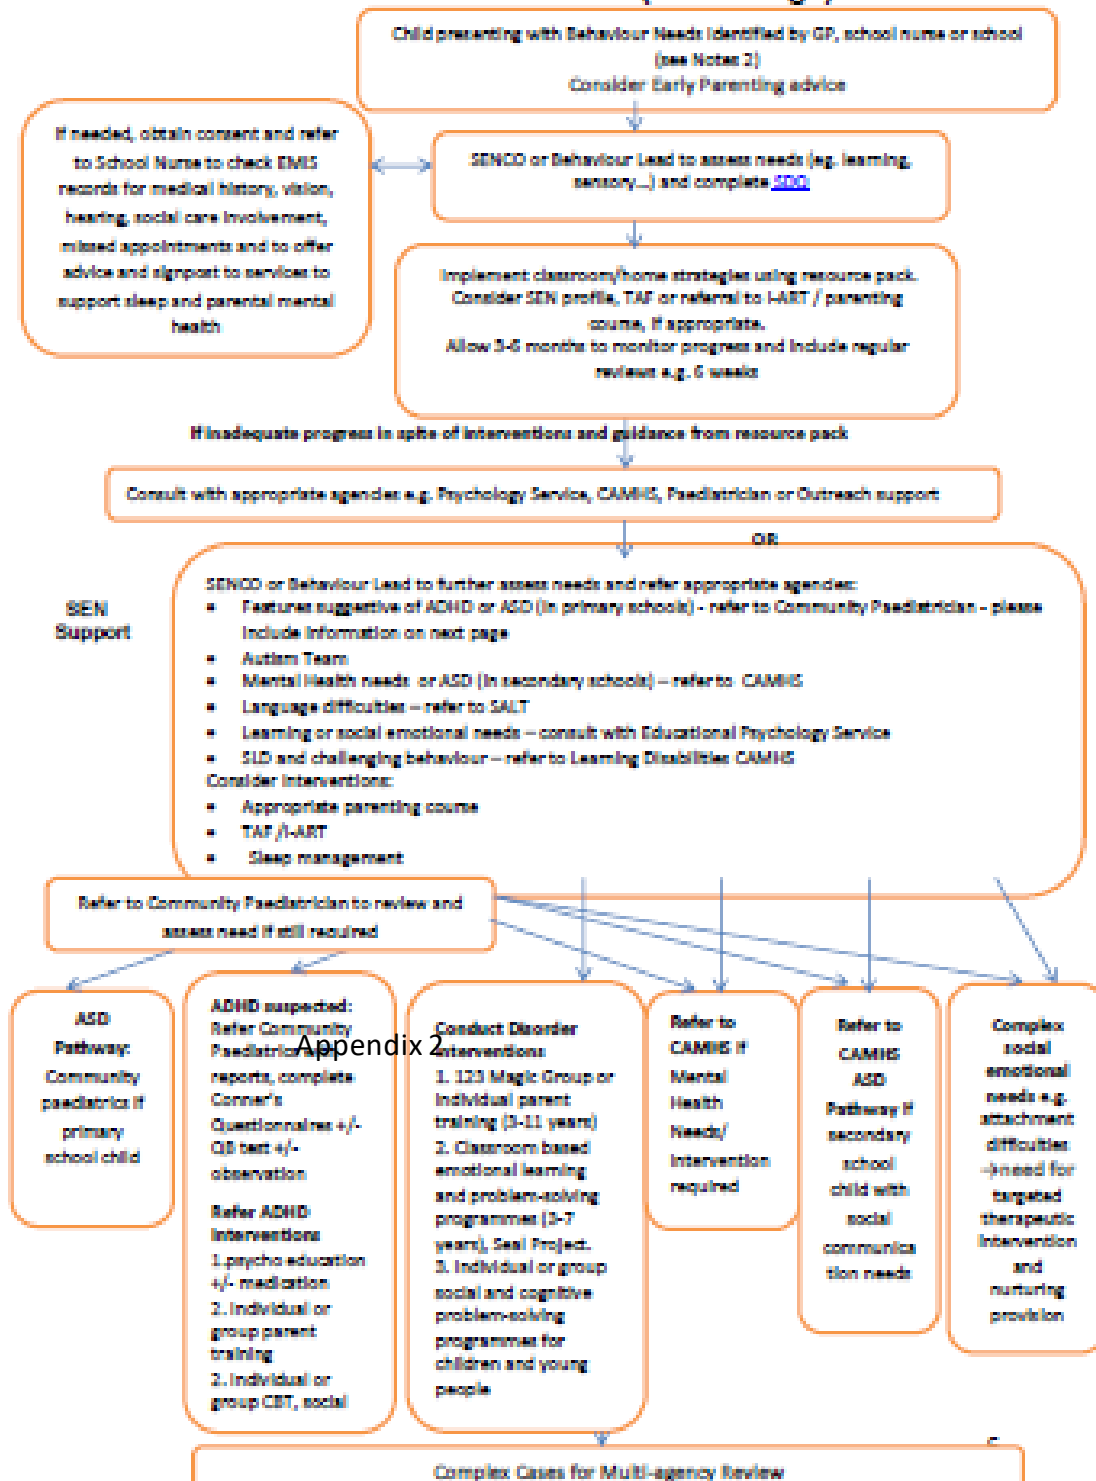 Child presenting with Behaviour Needs identified by GP, school nurse or school
(see Notes 2)
Consider Early Parenting advice
If needed, obtain consent and refer
to School Nurse to check EMIS
records for medical history, vision,
hearing, social care involvement,
missed appointments and to offer
advice and signpost to services to
support sleep and parental mental
health
SENCO or Behaviour Lead to assess needs (eg. learning,
sensory...) and complete SDQ
Implement classroom/home strategies using resource pack.
Consider SEN profile, TAF or referral to I-ART / parenting
course, if appropriate.
Allow 3-6 months to monitor progress and include regular
reviews e.g. 6 weeks
If inadequate progress in spite of interventions and guidance from resource pack
Consult with appropriate agencies e.g. Psychology Service, CAMHS, Paediatrician or Outreach support
OR
SEN
Support
SENCO or Behaviour Lead to further assess needs and refer appropriate agencies:
• Features suggestive of ADHD or ASD (in primary schools) - refer to Community Paediatrician - please
include information on next page
• Autism Team
• Mental Health needs or ASD (in secondary schools) – refer to CAMHS
• Language difficulties – refer to SALT
• Learning or social emotional needs – consult with Educational Psychology Service
• SLD and challenging behaviour – refer to Learning Disabilities CAMHS
Consider interventions:
• Appropriate parenting course
• TAF/I-ART
• Sleep management
Refer to Community Paediatrician to review and
assess need if still required
ASD
Pathway:
Community
paediatrics if
primary
school child
ADHD suspected:
Refer Community
Paediatrics
reports, complete
Conner's
Questionnaires +/-
QB test +/-
observation
Refer ADHD
interventions
1.psycho education
+/- medication
2. Individual or
group parent
training
2. Individual or
group CBT, social
Appendix 2
Conduct Disorder
interventions
1. 123 Magic Group or
individual parent
training (3-11 years)
2. Classroom based
emotional learning
and problem-solving
programmes (3-7
years), Seal Project.
3. Individual or group
social and cognitive
problem-solving
programmes for
children and young
people
Refer to
CAMHS if
Mental
Health
Needs/
intervention
required
Refer to
CAMHS
ASD
Pathway if
secondary
school
child with
social
communica
tion needs
Complex
social
emotional
needs e.g.
attachment
difficulties
→need for
targeted
therapeutic
intervention
and
nurturing
provision
Complex Cases for Multi-agency Review